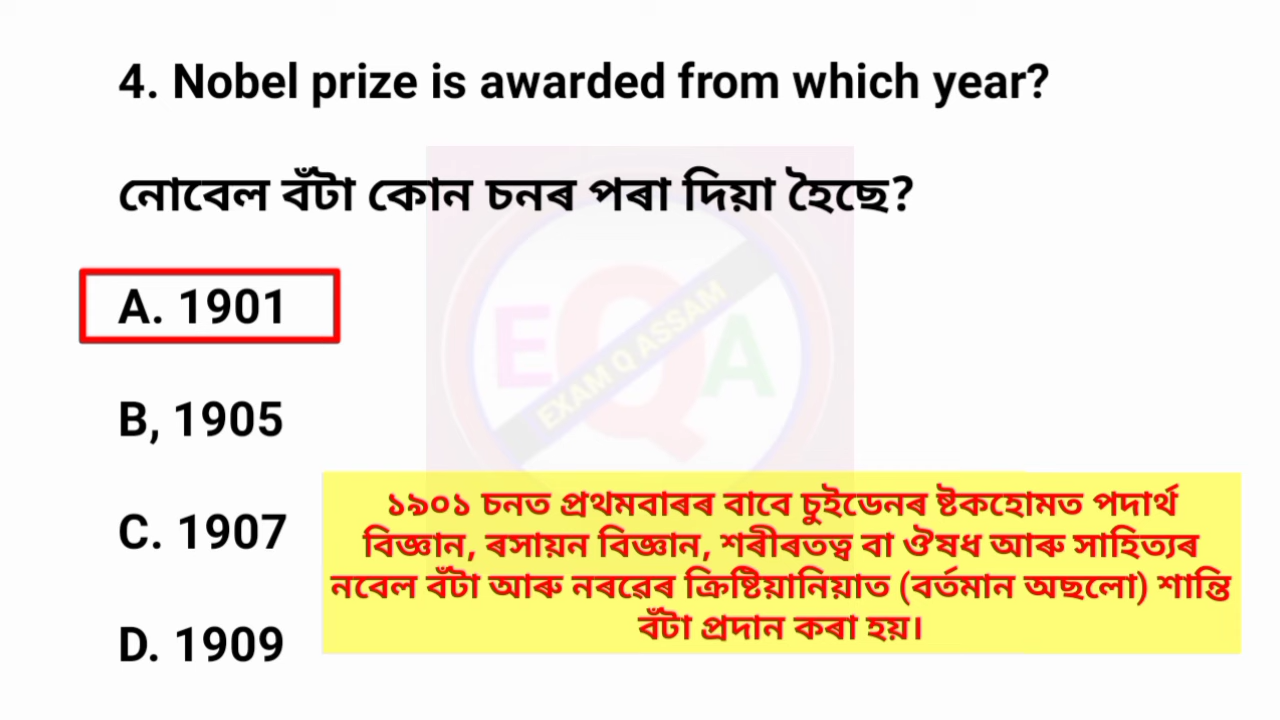 4. Nobel prize is awarded from which year?
নোবেল বঁটা কোন চনৰ পৰা দিয়া হৈছে?
A. 1901
B, 1905
C. 1907
D. 1909
১৯০১ চনত প্ৰথমবাৰৰ বাবে চুইডেনৰ ষ্টকহোমত পদাৰ্থ
বিজ্ঞান, ৰসায়ন বিজ্ঞান, শৰীৰতত্ব বা ঔষধ আৰু সাহিত্যৰ
নবেল বঁটা আৰু নৰৱেৰ ক্ৰিষ্টিয়ানিয়াত (বৰ্তমান অছলো) শান্তি
বঁটা প্ৰদান কৰা হয়।
E Q A
EXAM Q ASSAM